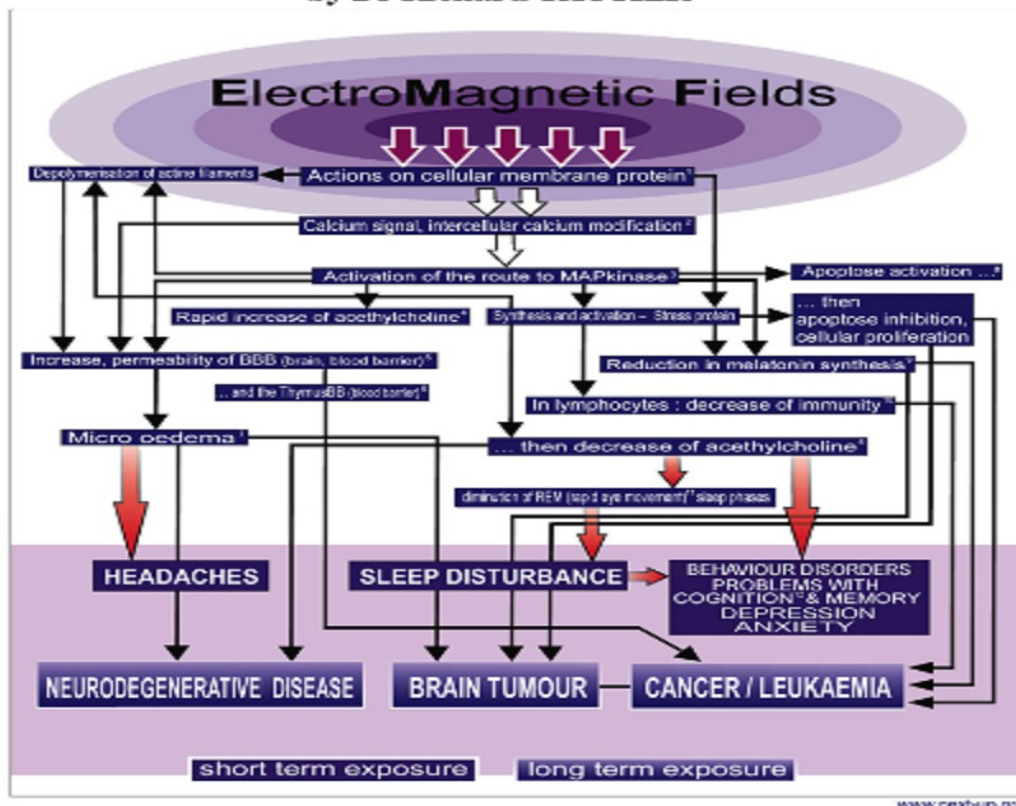 ElectroMagnetic Fields
Depolymerisation of actine filaments
Actions on cellular membrane protein
Calcium signal, intercellular calcium modification
Activation of the route to MAPkinase
Apoptose activation ...
Rapid increase of acetylcholine
Synthesis and activation – Stress protein
... then
apoptose inhibition,
cellular proliferation
Increase, permeability of BBB (brain, blood barrier)
Reduction in melatonin synthesis
... and the ThymusBB (blood barrier)
In lymphocytes : decrease of immunity
Micro oedema
... then decrease of acethylcholine
diminution of REM (rapid eye movement) sleep phases
HEADACHES
SLEEP DISTURBANCE
BEHAVIOUR DISORDERS
PROBLEMS WITH
COGNITION & MEMORY
DEPRESSION
ANXIETY
NEURODEGENERATIVE DISEASE
BRAIN TUMOUR
CANCER / LEUKAEMIA
short term exposure
long term exposure